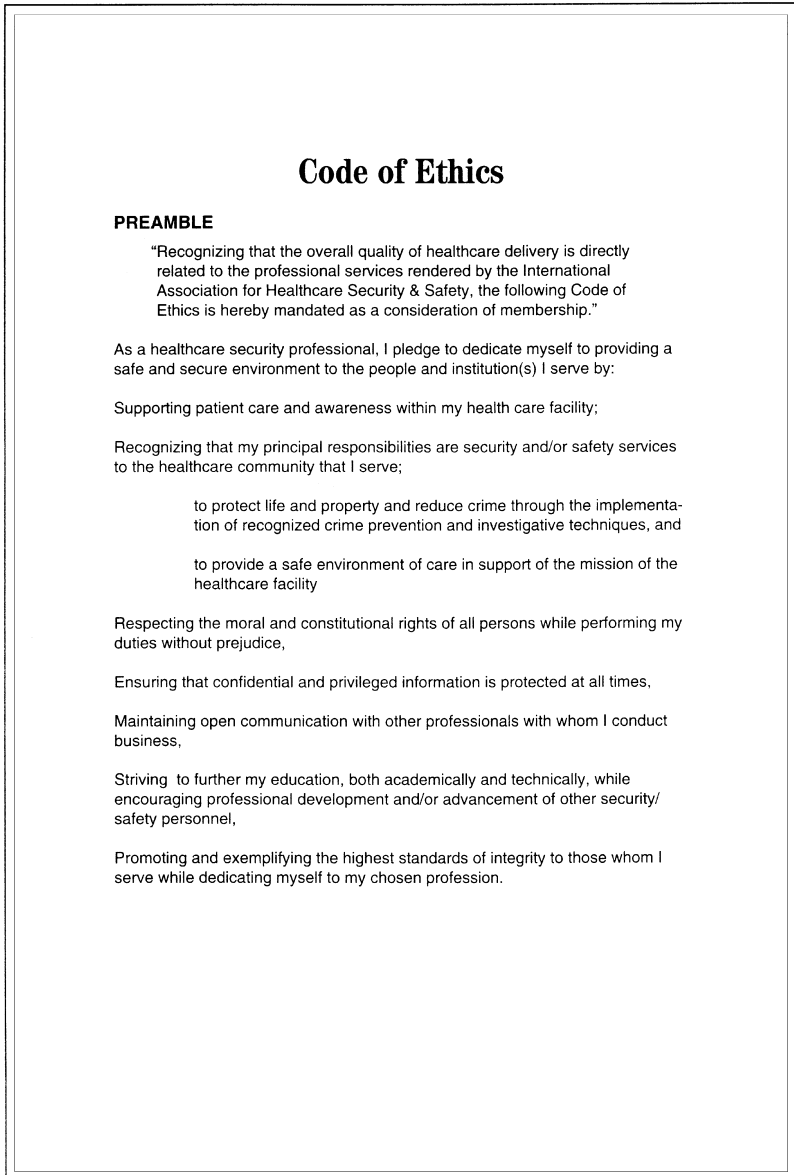 Code of Ethics
PREAMBLE
“Recognizing that the overall quality of healthcare delivery is directly
related to the professional services rendered by the International
Association for Healthcare Security & Safety, the following Code of
Ethics is hereby mandated as a consideration of membership.”
As a healthcare security professional, I pledge to dedicate myself to providing a
safe and secure environment to the people and institution(s) I serve by:
Supporting patient care and awareness within my health care facility;
Recognizing that my principal responsibilities are security and/or safety services
to the healthcare community that I serve;
to protect life and property and reduce crime through the implementa-
tion of recognized crime prevention and investigative techniques, and
to provide a safe environment of care in support of the mission of the
healthcare facility
Respecting the moral and constitutional rights of all persons while performing my
duties without prejudice,
Ensuring that confidential and privileged information is protected at all times,
Maintaining open communication with other professionals with whom I conduct
business,
Striving to further my education, both academically and technically, while
encouraging professional development and/or advancement of other security/
safety personnel,
Promoting and exemplifying the highest standards of integrity to those whom I
serve while dedicating myself to my chosen profession.